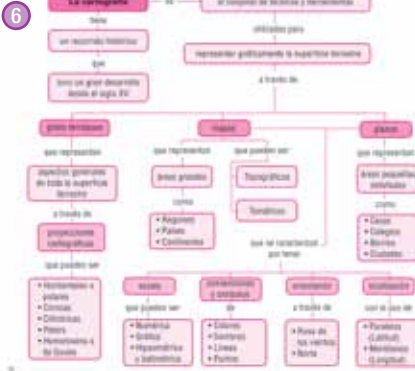 6
La cartografía
es
el conjunto de técnicas y herramientas
tiene
utilizadas para
un recorrido histórico
representar gráficamente la superficie terrestre
que
tuvo un gran desarrollo
desde el siglo XV
a través de
globos terráqueos
mapas
planos
que representan
que representan
que pueden ser
que representan
aspectos generales
de toda la superficie
terrestre
áreas grandes
Topográficos
áreas pequeñas
como
Temáticos
como
a través de
• Regiones
• Países
• Continentes
• Casas
• Colegios
• Barrios
• Ciudades
proyecciones
cartográficas
que se caracterizan
por tener
que pueden ser
escala
convenciones
y símbolos
orientación
localización
• Horizontales o
polares
• Cónicas
• Cilíndricas
• Peters
• Homolosena o
de Goode
que pueden ser
de
a través de
con el uso de
• Numérica
• Gráfica
• Hipsométrica
y batimétrica
• Colores
• Sombras
• Líneas
• Puntos
• Rosa de
los vientos
• Norte
• Paralelos
(Latitud)
• Meridianos
(Longitud)